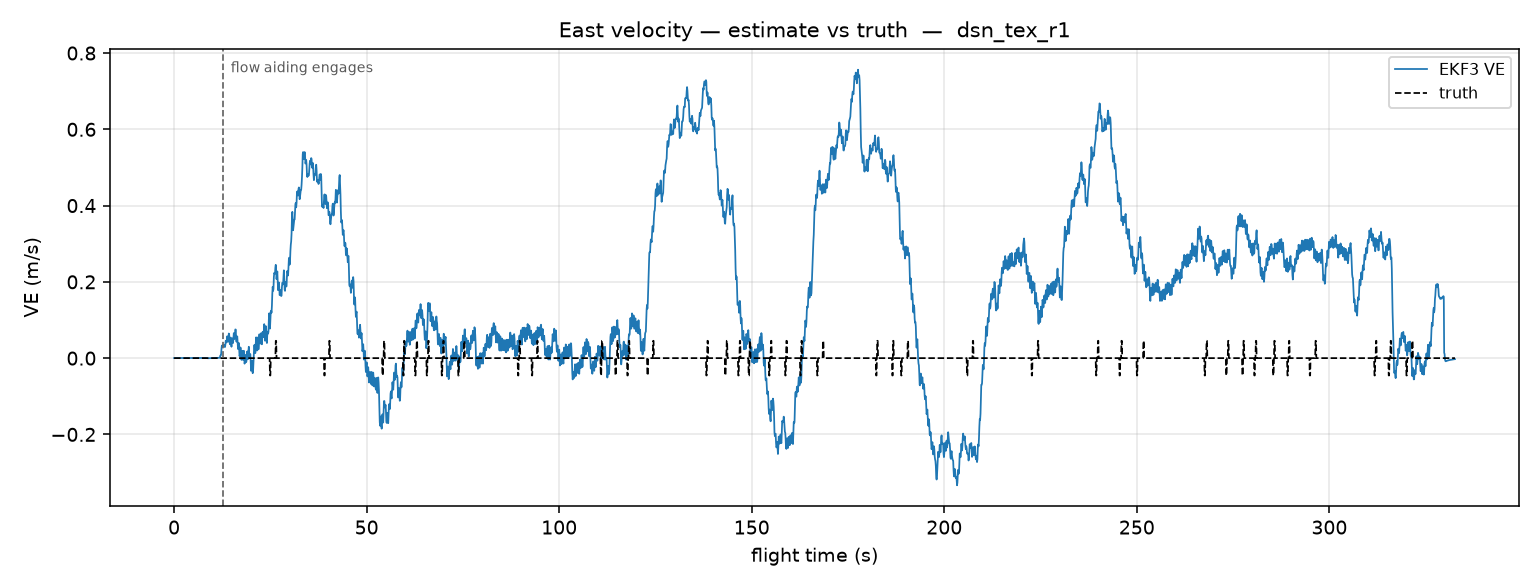 East velocity — estimate vs truth — dsn_tex_r1
flow aiding engages
EKF3 VE
truth
VE (m/s)
0.8
0.6
0.4
0.2
0.0
−0.2
0 50 100 150 200 250 300
flight time (s)